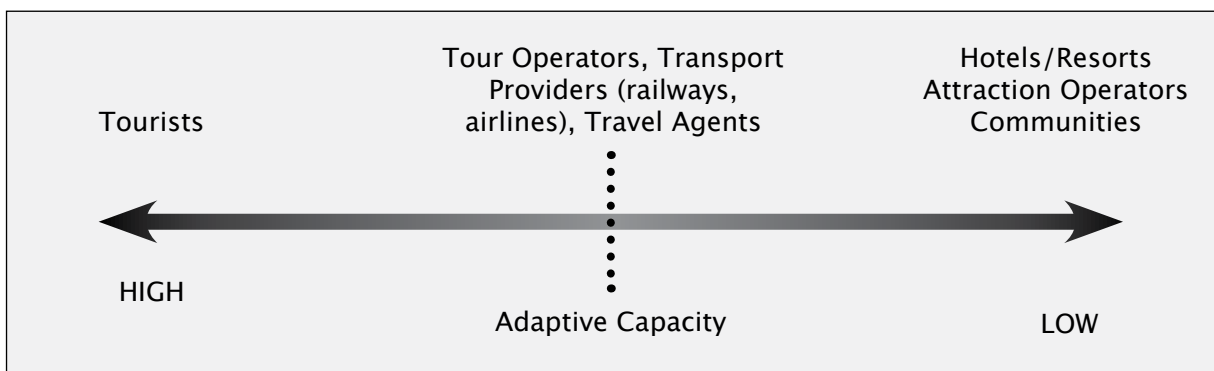 Tourists
Tour Operators, Transport
Providers (railways,
airlines), Travel Agents
Hotels/Resorts
Attraction Operators
Communities
HIGH
Adaptive Capacity
LOW